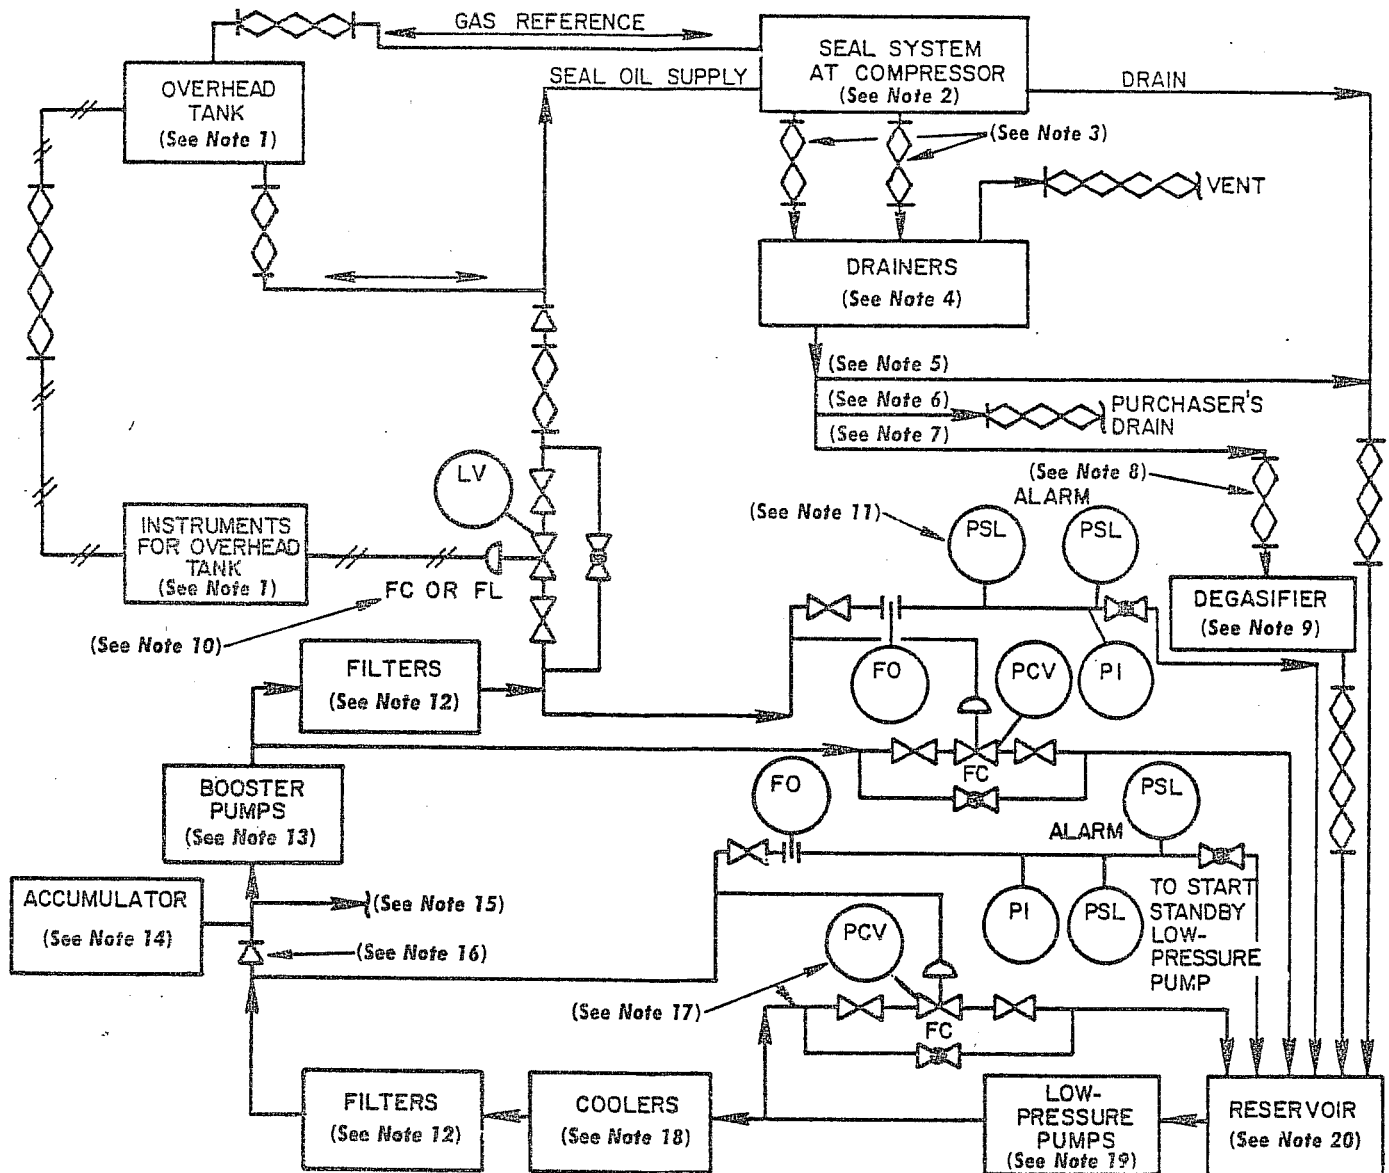 GAS REFERENCE
SEAL SYSTEM
AT COMPRESSOR
(See Note 2)
OVERHEAD
TANK
(See Note 1)
SEAL OIL SUPPLY
DRAIN
(See Note 3)
VENT
DRAINERS
(See Note 4)
(See Note 5)
(See Note 6)
PURCHASER'S
DRAIN
(See Note 7)
(See Note 8)
LV
ALARM
(See Note 11)
PSL
PSL
INSTRUMENTS
FOR OVERHEAD
TANK
(See Note 1)
FC OR FL
DEGASIFIER
(See Note 9)
(See Note 10)
FILTERS
(See Note 12)
FO
PCV
PI
FC
BOOSTER
PUMPS
(See Note 13)
FO
PSL
ALARM
ACCUMULATOR
(See Note 14)
(See Note 15)
(See Note 16)
PI
PSL
TO START
STANDBY
LOW-
PRESSURE
PUMP
PCV
(See Note 17)
FC
FILTERS
(See Note 12)
COOLERS
(See Note 18)
LOW-
PRESSURE
PUMPS
(See Note 19)
RESERVOIR
(See Note 20)